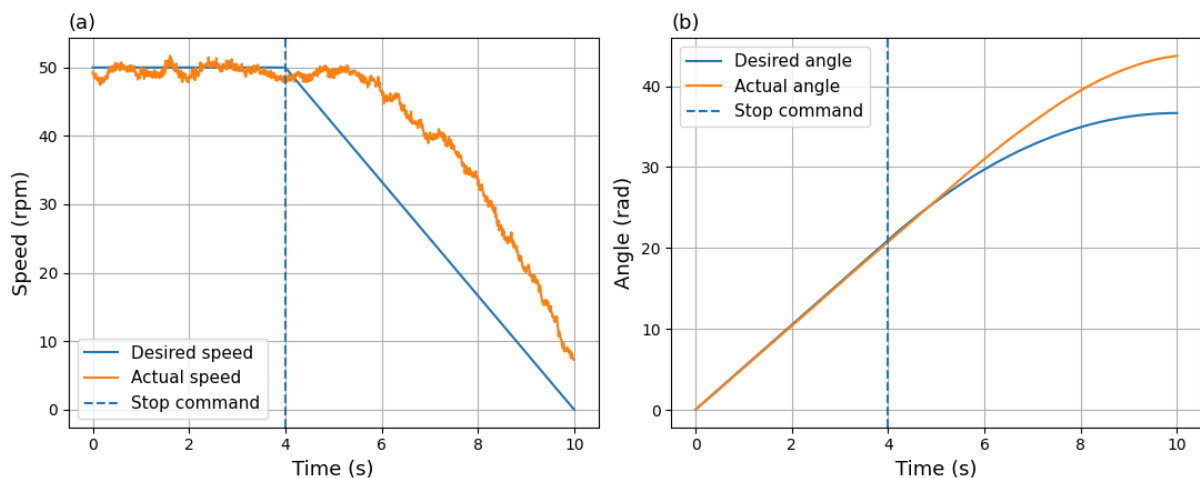 (a)
50
40
30
20
10
0
Speed (rpm)
Desired speed
Actual speed
Stop command
0 2 4 6 8 10
Time (s)
(b)
40
30
20
10
0
Angle (rad)
Desired angle
Actual angle
Stop command
0 2 4 6 8 10
Time (s)